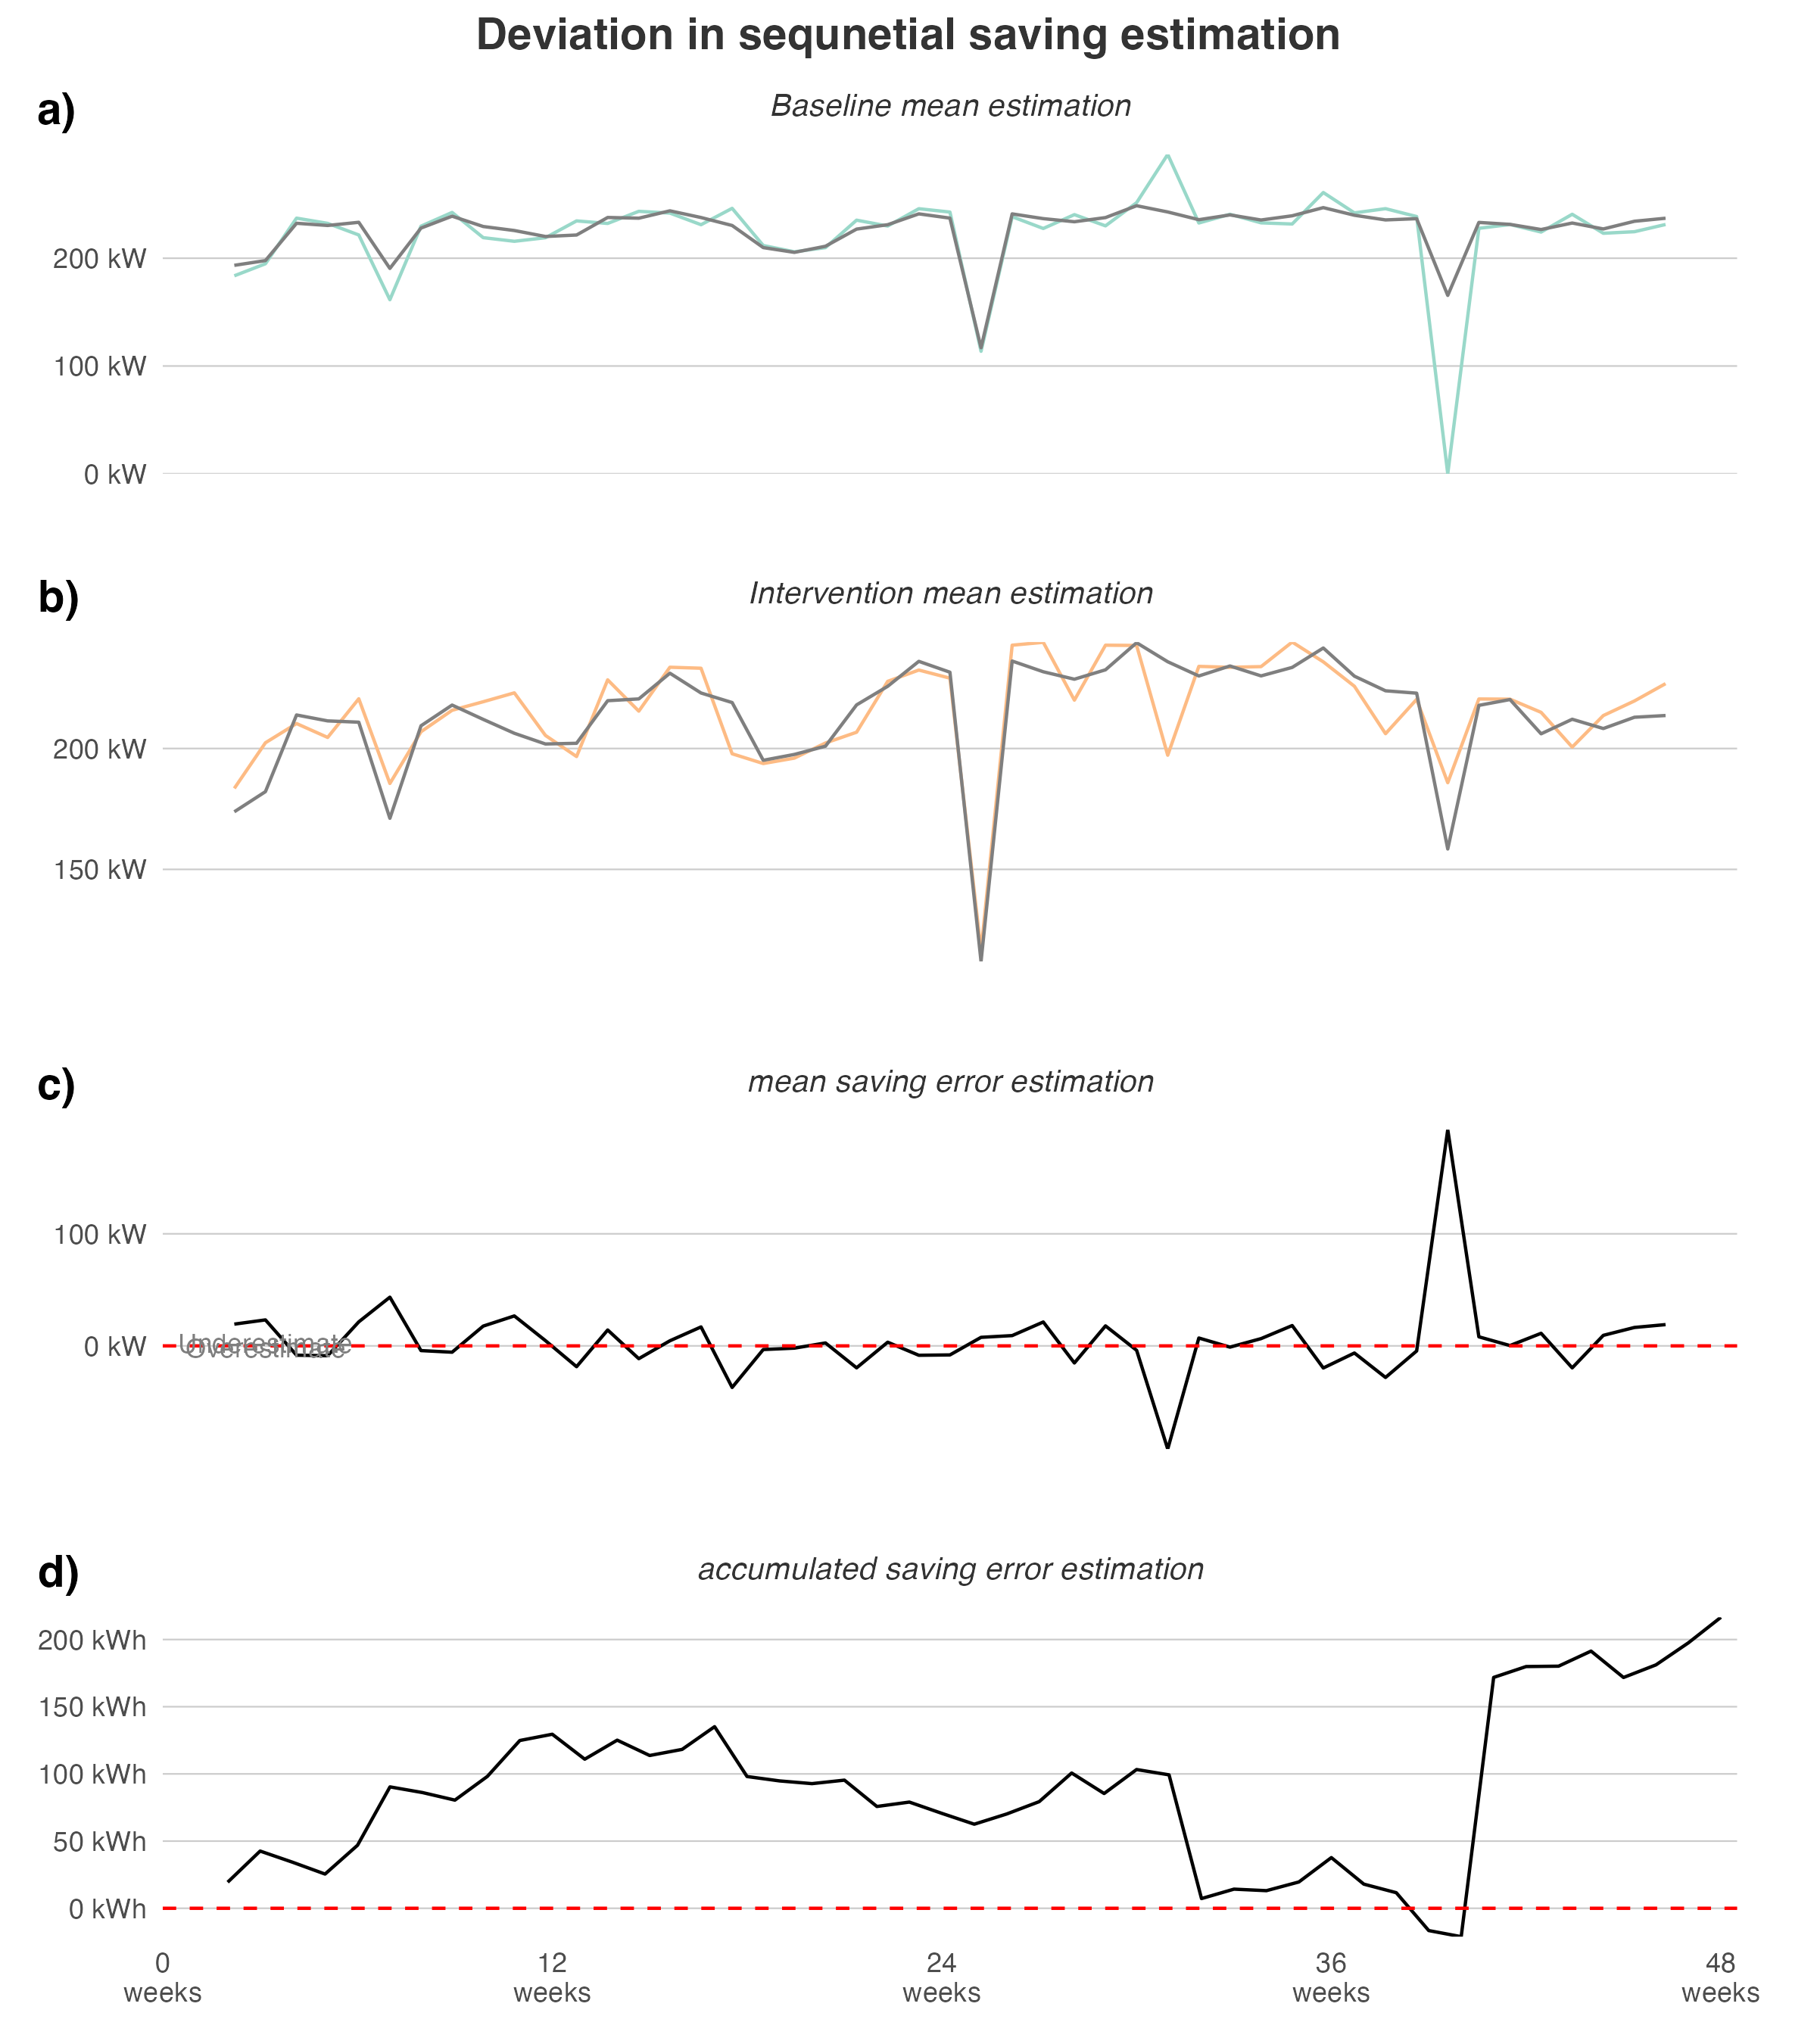 Deviation in sequnetial saving estimation
a)
Baseline mean estimation
200 kW
100 kW
0 kW
b)
Intervention mean estimation
200 kW
150 kW
c)
mean saving error estimation
100 kW
0 kW
Underestimate
Overestimate
d)
accumulated saving error estimation
200 kWh
150 kWh
100 kWh
50 kWh
0 kWh
0 12 24 36 48
weeks weeks weeks weeks weeks